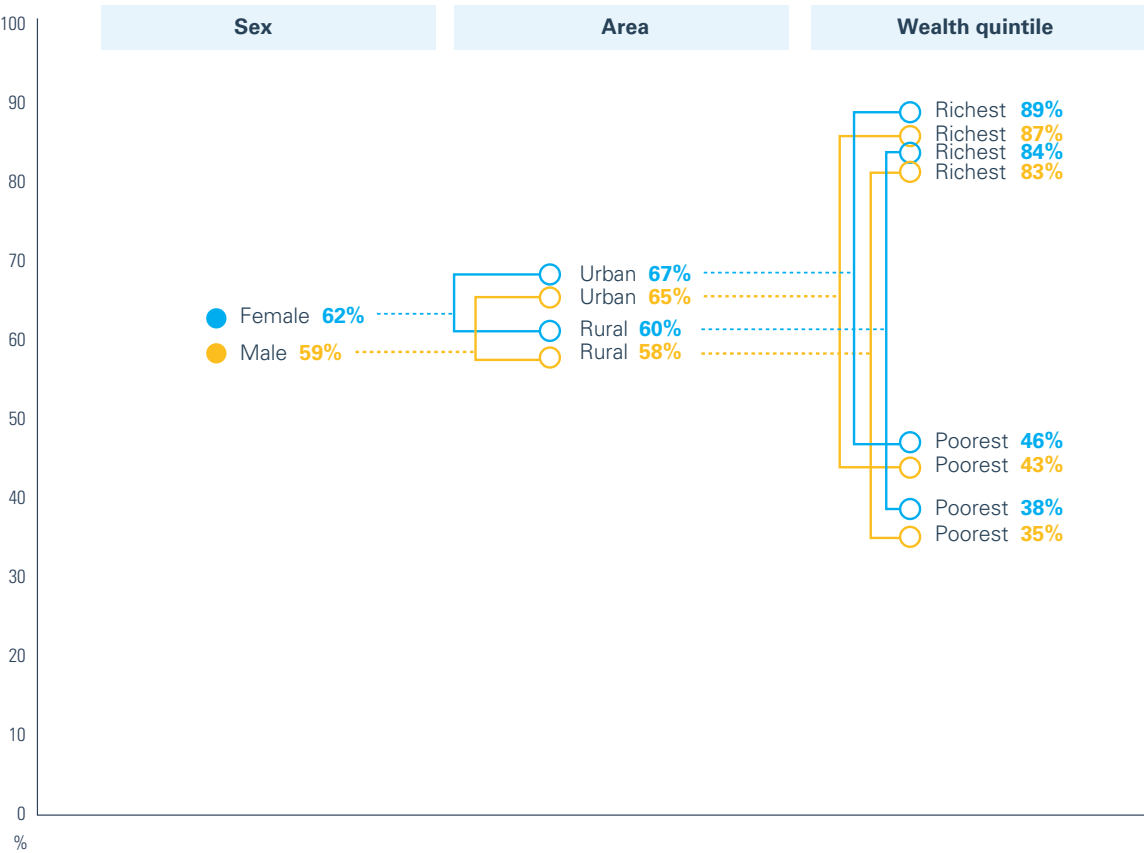 Sex Area Wealth quintile
100
90
80
70
60
50
40
30
20
10
0
%
Female 62%
Male 59%
Urban 67%
Urban 65%
Rural 60%
Rural 58%
Richest 89%
Richest 87%
Richest 84%
Richest 83%
Poorest 46%
Poorest 43%
Poorest 38%
Poorest 35%